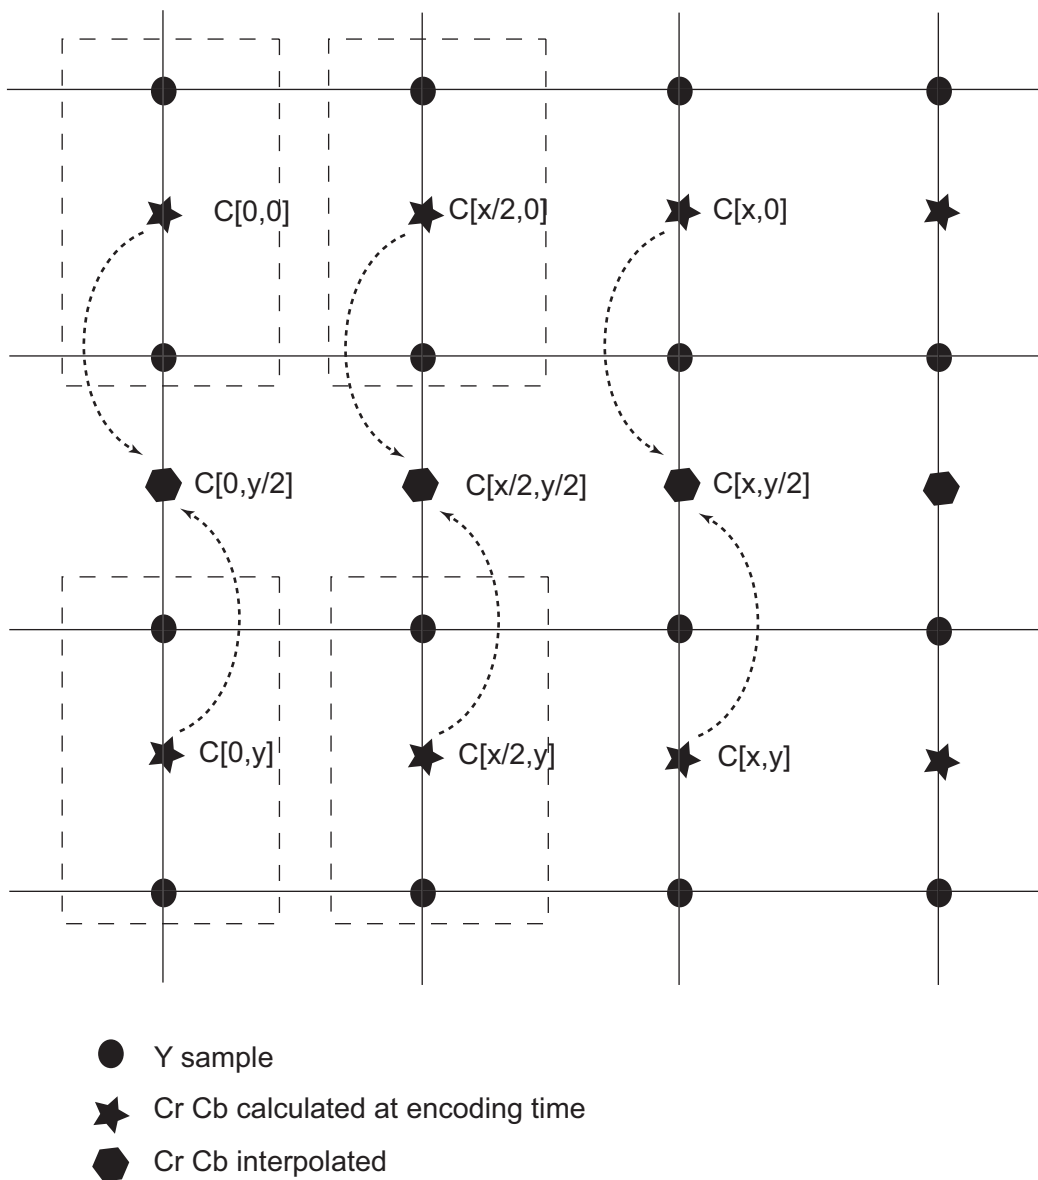 C[0,0]
C[x/2,0]
C[x,0]
C[0,y/2]
C[x/2,y/2]
C[x,y/2]
C[0,y]
C[x/2,y]
C[x,y]
Y sample
Cr Cb calculated at encoding time
Cr Cb interpolated